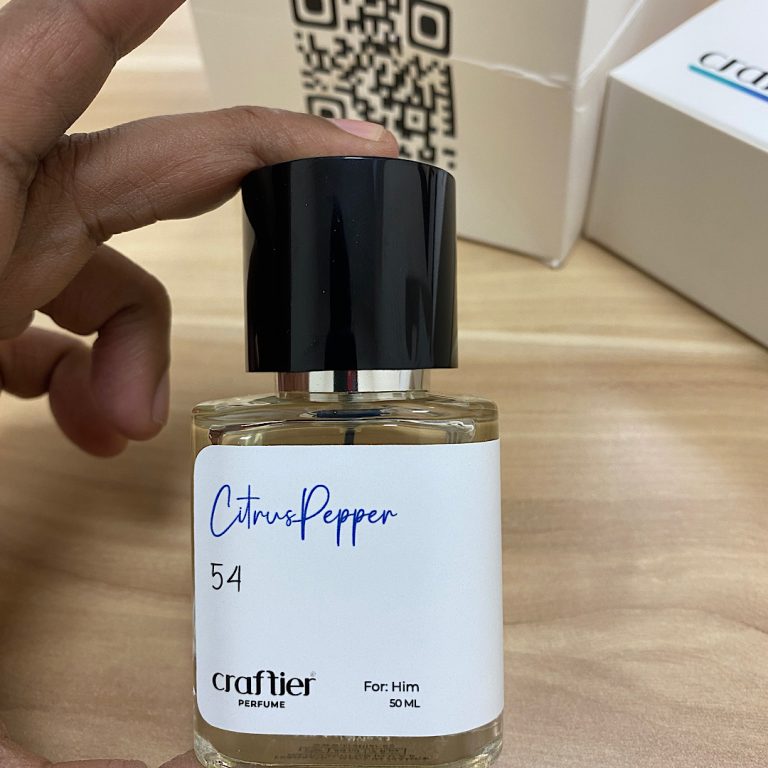 CitrusPepper
54
craftier
PERFUME
For: Him
50 ML